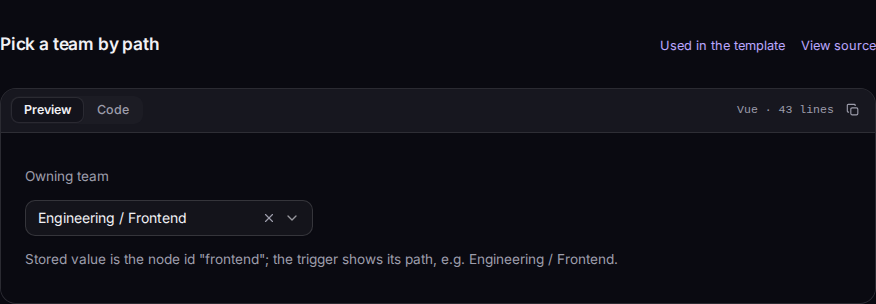 Pick a team by path
Used in the template View source
Preview Code
Vue · 43 lines
Owning team
Engineering / Frontend
Stored value is the node id "frontend"; the trigger shows its path, e.g. Engineering / Frontend.